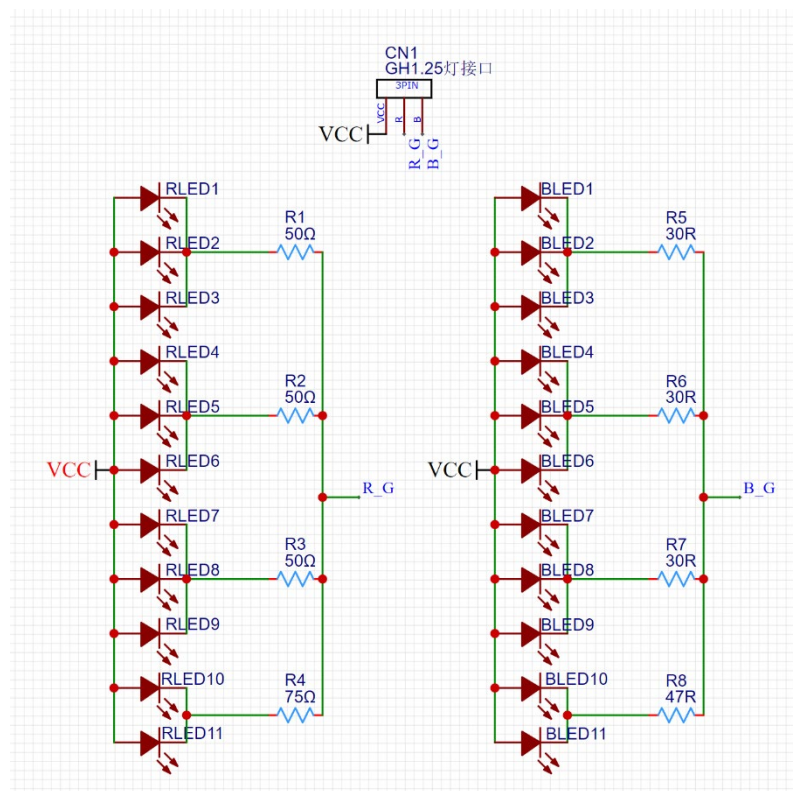 CN1
GH1.25灯接口
3PIN
VCC
R
B
VCC
R_G
B_G
RLED1
RLED2
RLED3
RLED4
RLED5
RLED6
RLED7
RLED8
RLED9
RLED10
RLED11
R1
50Ω
R2
50Ω
R3
50Ω
R4
75Ω
VCC
R_G
BLED1
BLED2
BLED3
BLED4
BLED5
BLED6
BLED7
BLED8
BLED9
BLED10
BLED11
R5
30R
R6
30R
R7
30R
R8
47R
VCC
B_G